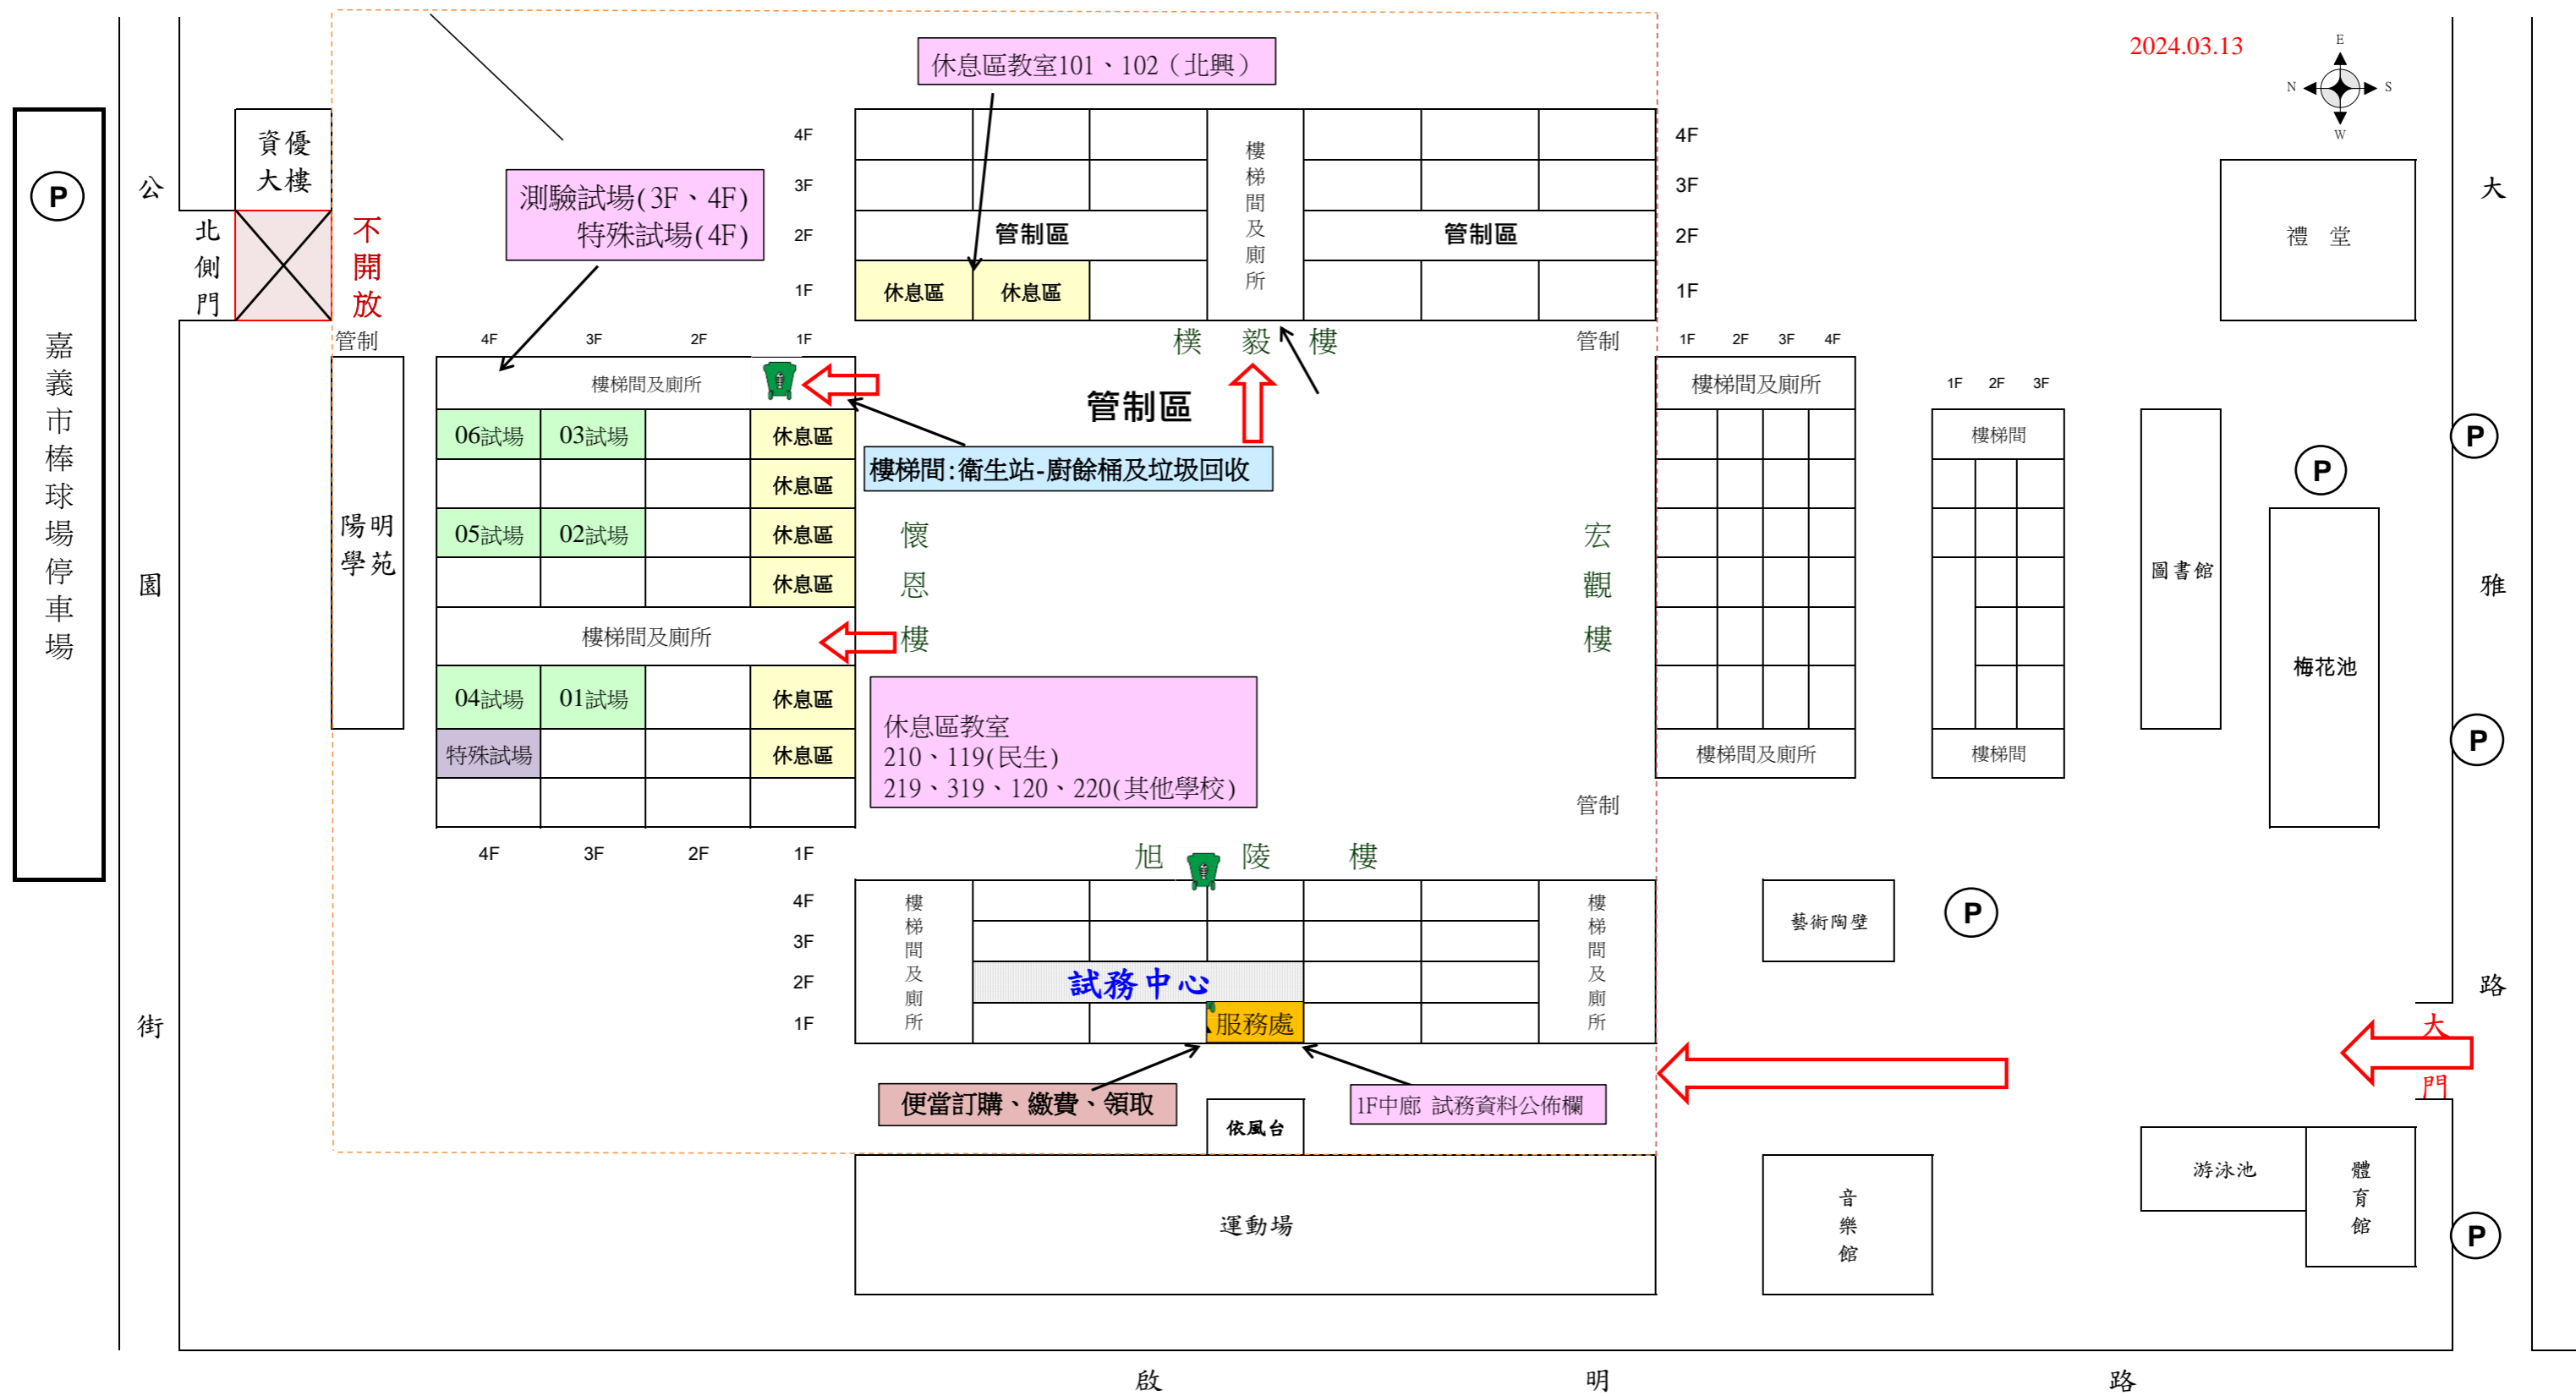 2024.03.13
E
N
S
W
休息區教室101、102（北興）
Ⓟ
嘉義市棒球場停車場
公園街
資優
大樓
北側門
不開放
測驗試場(3F、4F)
特殊試場(4F)
4F
3F
2F
1F
樓梯間及廁所
管制區
管制區
休息區
休息區
4F
3F
2F
1F
禮 堂
大雅路
管制
樸 毅 樓
管制
4F
3F
2F
1F
樓梯間及廁所
06試場
03試場
休息區
休息區
05試場
02試場
休息區
休息區
樓梯間及廁所
04試場
01試場
休息區
特殊試場
休息區
4F
3F
2F
1F
陽明
學苑
管制區
樓梯間:衛生站-廚餘桶及垃圾回收
懷恩樓
休息區教室
210、119(民生)
219、319、120、220(其他學校)
宏觀樓
管制
1F
2F
3F
4F
樓梯間及廁所
樓梯間及廁所
1F
2F
3F
樓梯間
樓梯間
圖書館
P
梅花池
P
P
旭 陵 樓
4F
3F
2F
1F
樓梯間及廁所
試務中心
服務處
樓梯間及廁所
藝術陶壁
P
便當訂購、繳費、領取
1F中廊 試務資料公佈欄
依風台
大門
運動場
音樂館
游泳池
體育館
P
啟 明 路